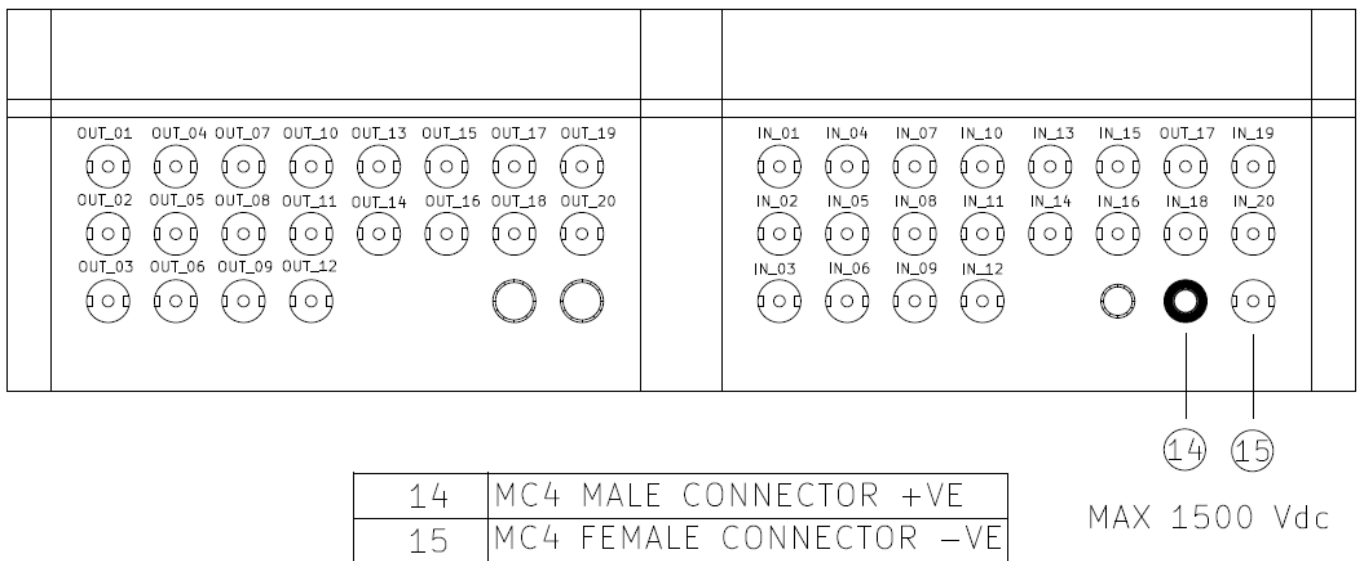 OUT_01 OUT_04 OUT_07 OUT_10 OUT_13 OUT_15 OUT_17 OUT_19 IN_01 IN_04 IN_07 IN_10 IN_13 IN_15 OUT_17 IN_19
OUT_02 OUT_05 OUT_08 OUT_11 OUT_14 OUT_16 OUT_18 OUT_20 IN_02 IN_05 IN_08 IN_11 IN_14 IN_16 IN_18 IN_20
OUT_03 OUT_06 OUT_09 OUT_12 IN_03 IN_06 IN_09 IN_12
14 15
14 MC4 MALE CONNECTOR +VE
15 MC4 FEMALE CONNECTOR -VE
MAX 1500 Vdc